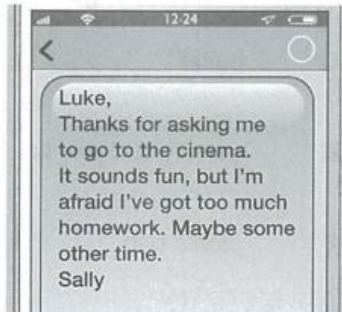 12:24
Luke,
Thanks for asking me
to go to the cinema.
It sounds fun, but I'm
afraid I've got too much
homework. Maybe some
other time.
Sally